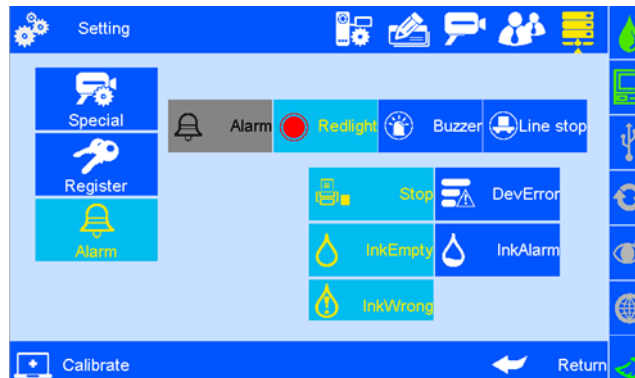 Setting
Special
Alarm Redlight Buzzer Line stop
Register
Stop DevError
Alarm
InkEmpty InkAlarm
InkWrong
Calibrate Return